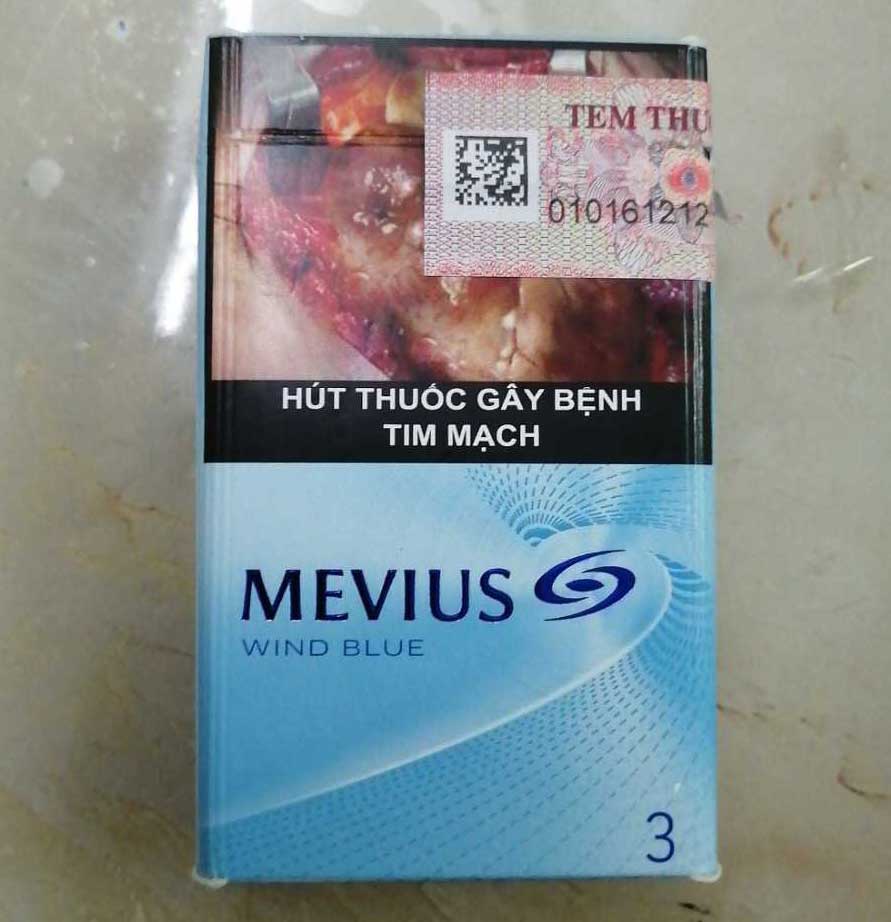 TEM THU
010161212
HÚT THUỐC GÂY BỆNH
TIM MẠCH
MEVIUS
WIND BLUE
3